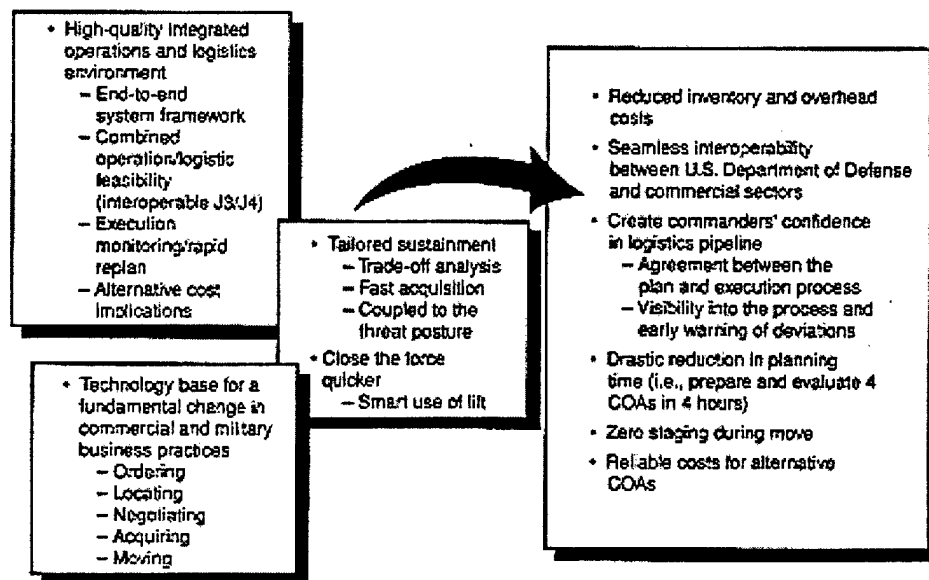 • High-quality integrated
operations and logistics
environment
– End-to-end
system framework
– Combined
operation/logistic
feasibility
(interoperable J3/J4)
– Execution
monitoring/rapid
replan
– Alternative cost
implications
• Tailored sustainment
– Trade-off analysis
– Fast acquisition
– Coupled to the
threat posture
• Close the force
quicker
– Smart use of lift
• Technology base for a
fundamental change in
commercial and military
business practices
– Ordering
– Locating
– Negotiating
– Acquiring
– Moving
• Reduced inventory and overhead
costs
• Seamless interoperability
between U.S. Department of Defense
and commercial sectors
• Create commanders' confidence
in logistics pipeline
– Agreement between the
plan and execution process
– Visibility into the process and
early warning of deviations
• Drastic reduction in planning
time (i.e., prepare and evaluate 4
COAs in 4 hours)
• Zero staging during move
• Reliable costs for alternative
COAs